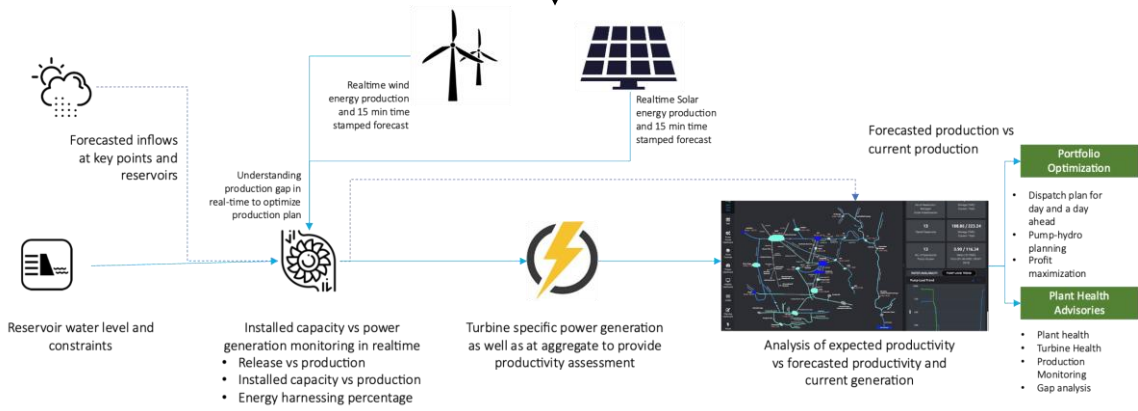 Realtime wind
energy production
and 15 min time
stamped forecast
Realtime Solar
energy production
and 15 min time
stamped forecast
Forecasted inflows
at key points and
reservoirs
Understanding
production gap in
real-time to optimize
production plan
Forecasted production vs
current production
Portfolio
Optimization
• Dispatch plan for
day and a day
ahead
• Pump-hydro
planning
• Profit
maximization
Reservoir water level and
constraints
Installed capacity vs power
generation monitoring in realtime
• Release vs production
• Installed capacity vs production
• Energy harnessing percentage
Turbine specific power generation
as well as at aggregate to provide
productivity assessment
Analysis of expected productivity
vs forecasted productivity and
current generation
Plant Health
Advisories
• Plant health
• Turbine Health
• Production
Monitoring
• Gap analysis